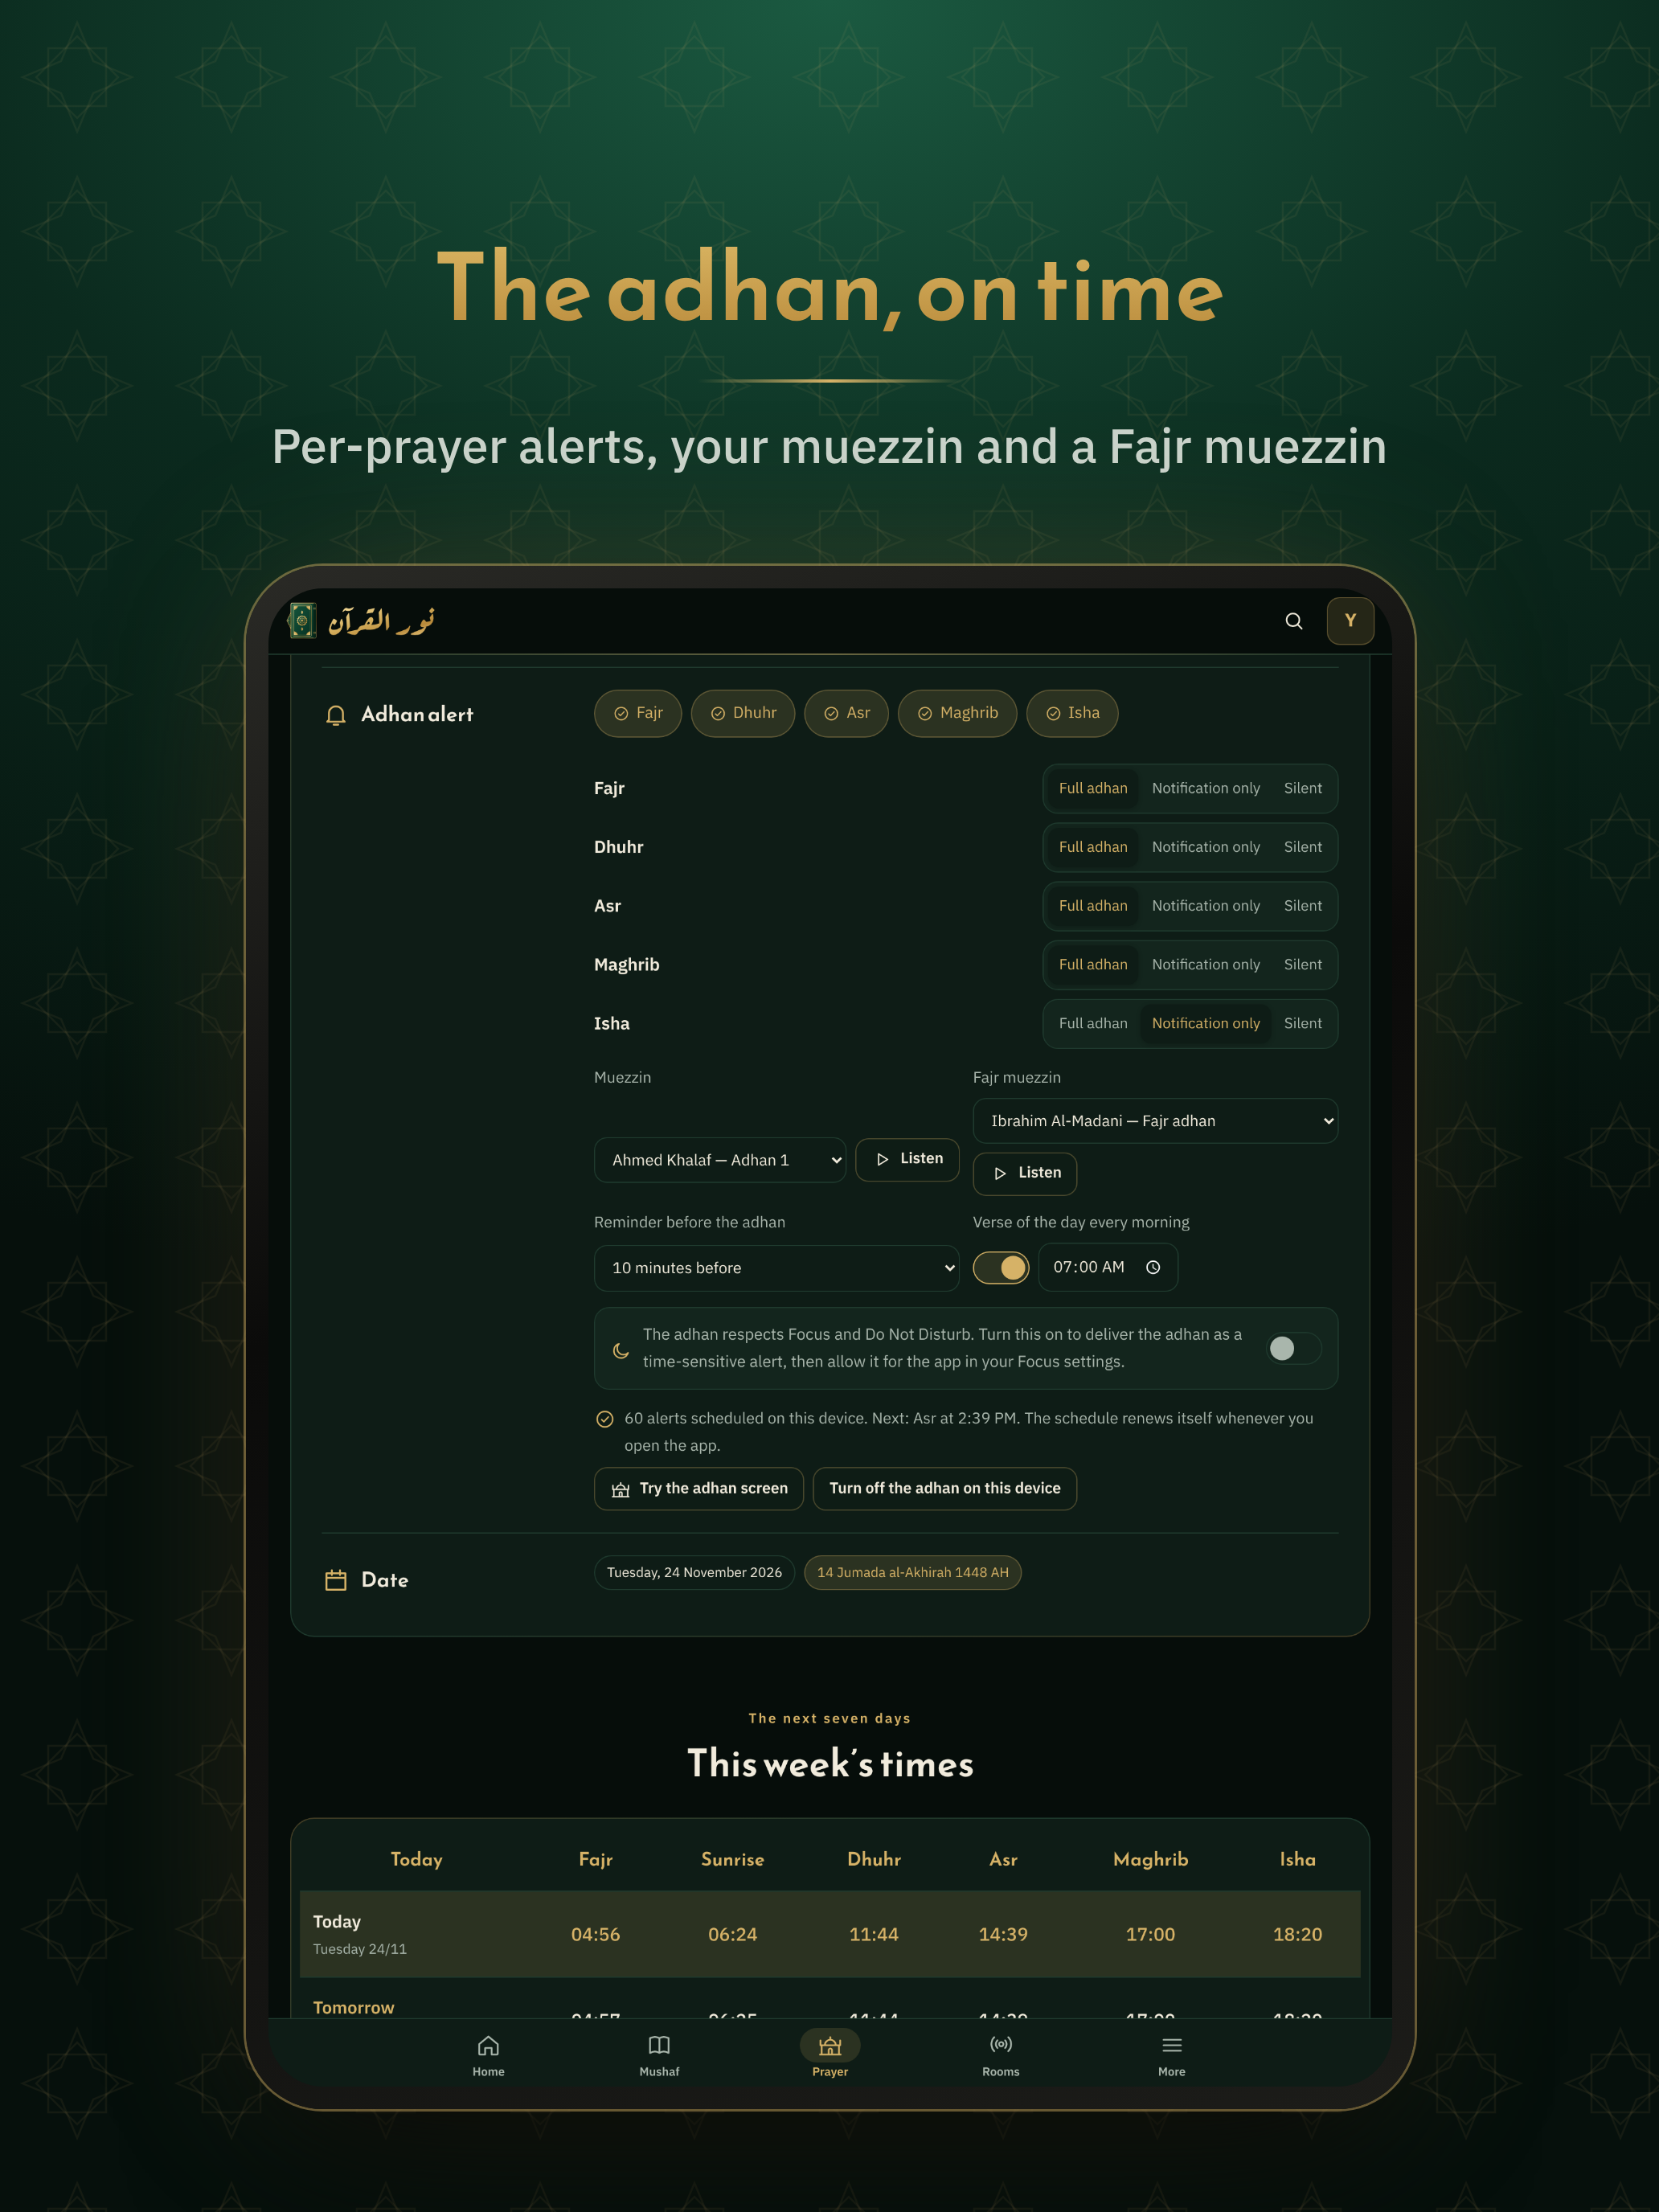 The adhan, on time
Per-prayer alerts, your muezzin and a Fajr muezzin
نور القرآن
Y
Adhan alert
Fajr
Dhuhr
Asr
Maghrib
Isha
Fajr
Full adhan
Notification only
Silent
Dhuhr
Full adhan
Notification only
Silent
Asr
Full adhan
Notification only
Silent
Maghrib
Full adhan
Notification only
Silent
Isha
Full adhan
Notification only
Silent
Muezzin
Ahmed Khalaf — Adhan 1
Listen
Fajr muezzin
Ibrahim Al-Madani — Fajr adhan
Listen
Reminder before the adhan
10 minutes before
Verse of the day every morning
07:00 AM
The adhan respects Focus and Do Not Disturb. Turn this on to deliver the adhan as a
time-sensitive alert, then allow it for the app in your Focus settings.
60 alerts scheduled on this device. Next: Asr at 2:39 PM. The schedule renews itself whenever you
open the app.
Try the adhan screen
Turn off the adhan on this device
Date
Tuesday, 24 November 2026
14 Jumada al-Akhirah 1448 AH
The next seven days
This week's times
Today Fajr Sunrise Dhuhr Asr Maghrib Isha
Today
Tuesday 24/11
04:56 06:24 11:44 14:39 17:00 18:20
Tomorrow
Home
Mushaf
Prayer
Rooms
More